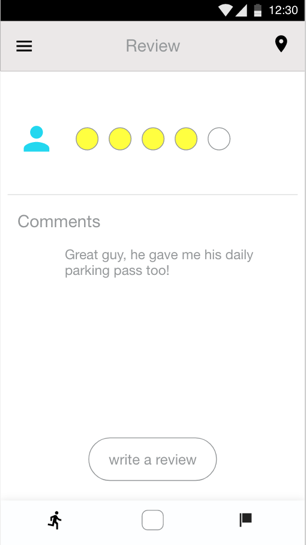 12:30
Review
Comments
Great guy, he gave me his daily
parking pass too!
write a review